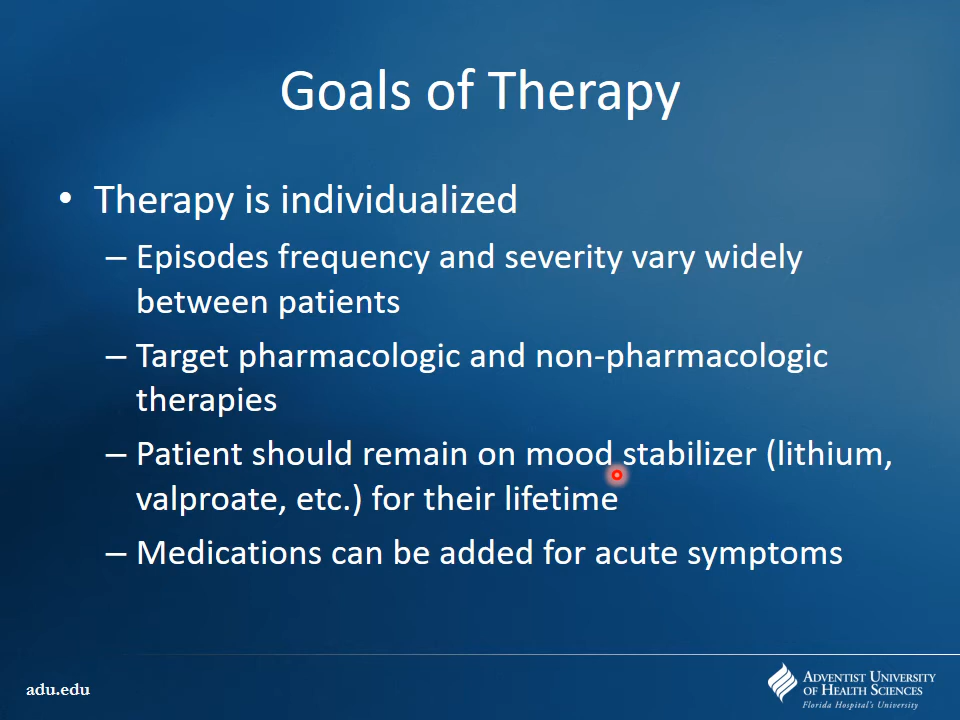 Goals of Therapy
• Therapy is individualized
– Episodes frequency and severity vary widely
between patients
– Target pharmacologic and non-pharmacologic
therapies
– Patient should remain on mood stabilizer (lithium,
valproate, etc.) for their lifetime
– Medications can be added for acute symptoms
adu.edu
ADVENTIST UNIVERSITY
OF HEALTH SCIENCES
Florida Hospital's University